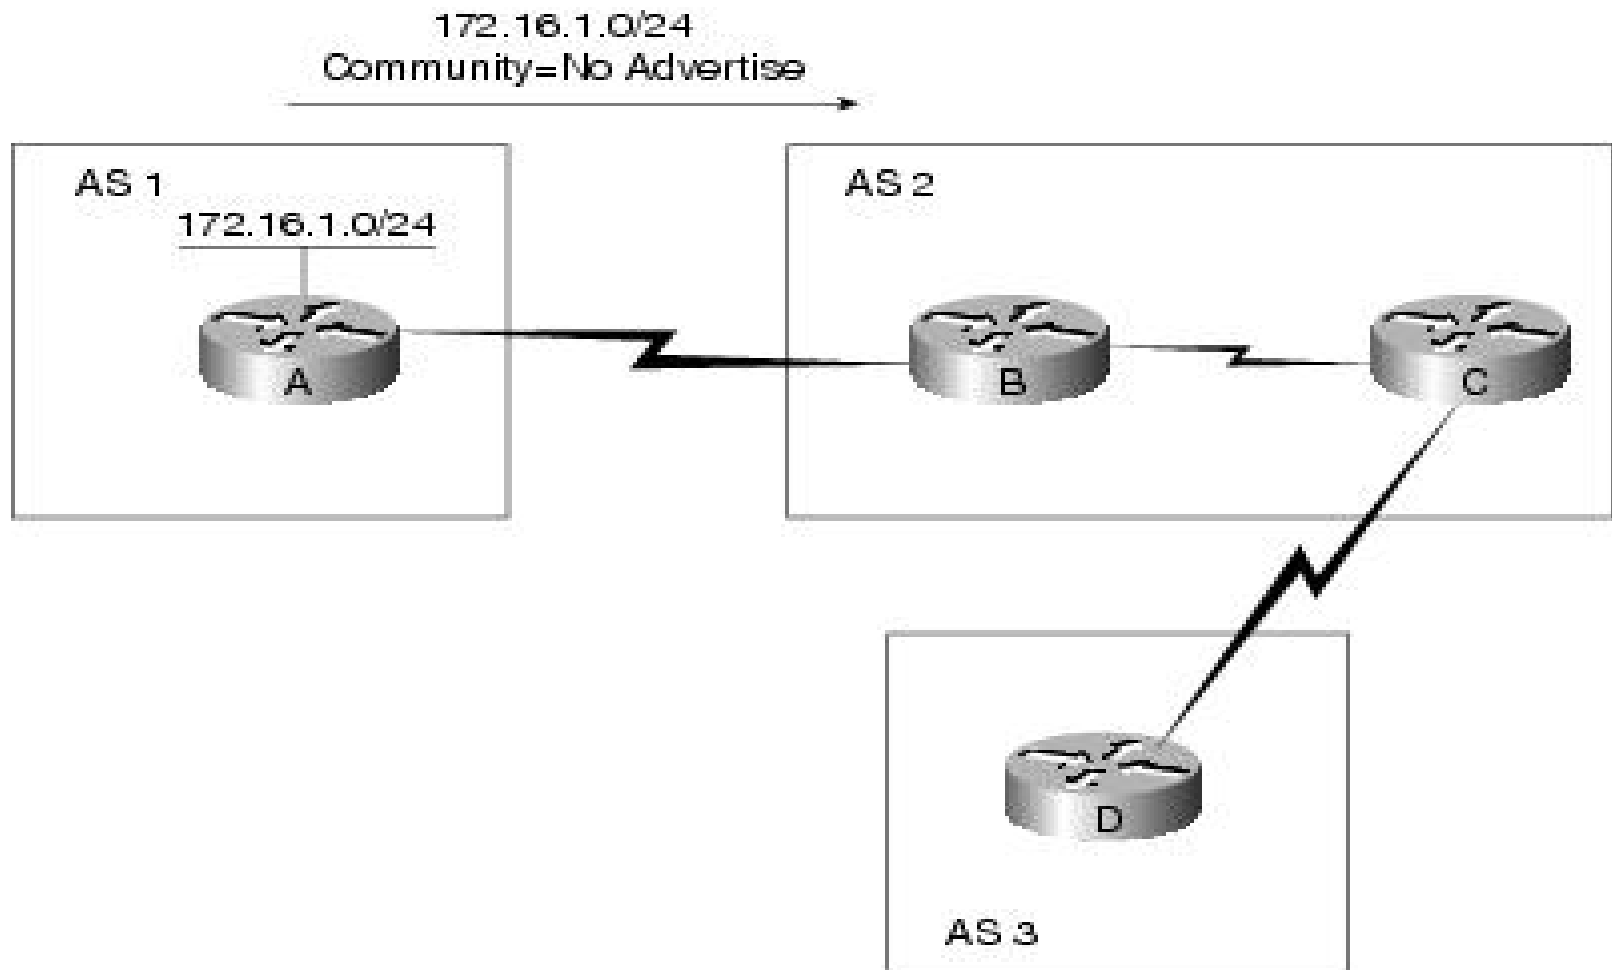 172.16.1.0/24
Community=No Advertise
AS 1
172.16.1.0/24
AS 2
A
B
C
D
AS 3